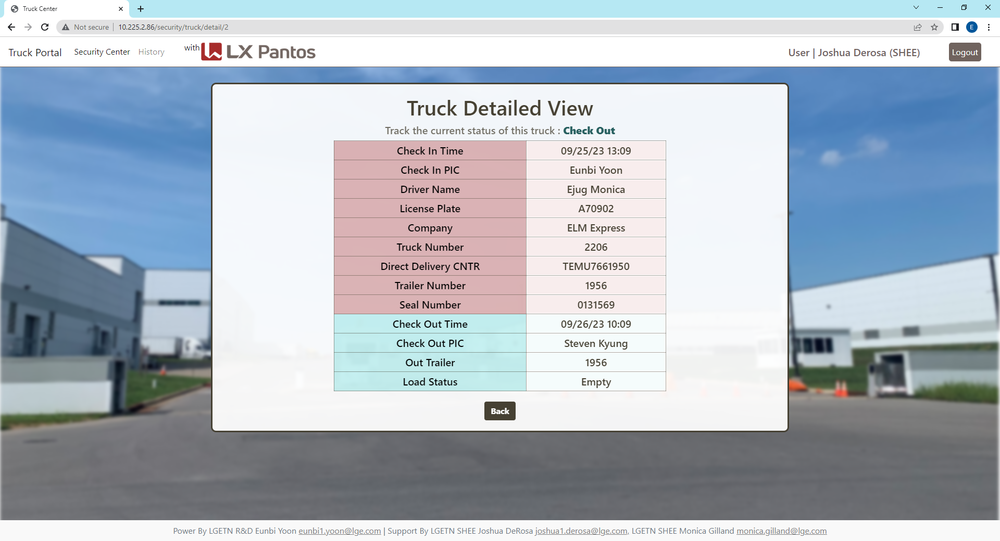 Truck Center
Not secure 10.225.2.86/security/truck/detail/2
E
Truck Portal Security Center History with LX Pantos User | Joshua Derosa (SHEE) Logout
Truck Detailed View
Track the current status of this truck : Check Out
Check In Time 09/25/23 13:09
Check In PIC Eunbi Yoon
Driver Name Ejug Monica
License Plate A70902
Company ELM Express
Truck Number 2206
Direct Delivery CNTR TEMU7661950
Trailer Number 1956
Seal Number 0131569
Check Out Time 09/26/23 10:09
Check Out PIC Steven Kyung
Out Trailer 1956
Load Status Empty
Back
Power By LGETN R&D Eunbi Yoon eunbi1.yoon@lge.com | Support By LGETN SHEE Joshua DeRosa joshua1.derosa@lge.com, LGETN SHEE Monica Gilland monica.gilland@lge.com